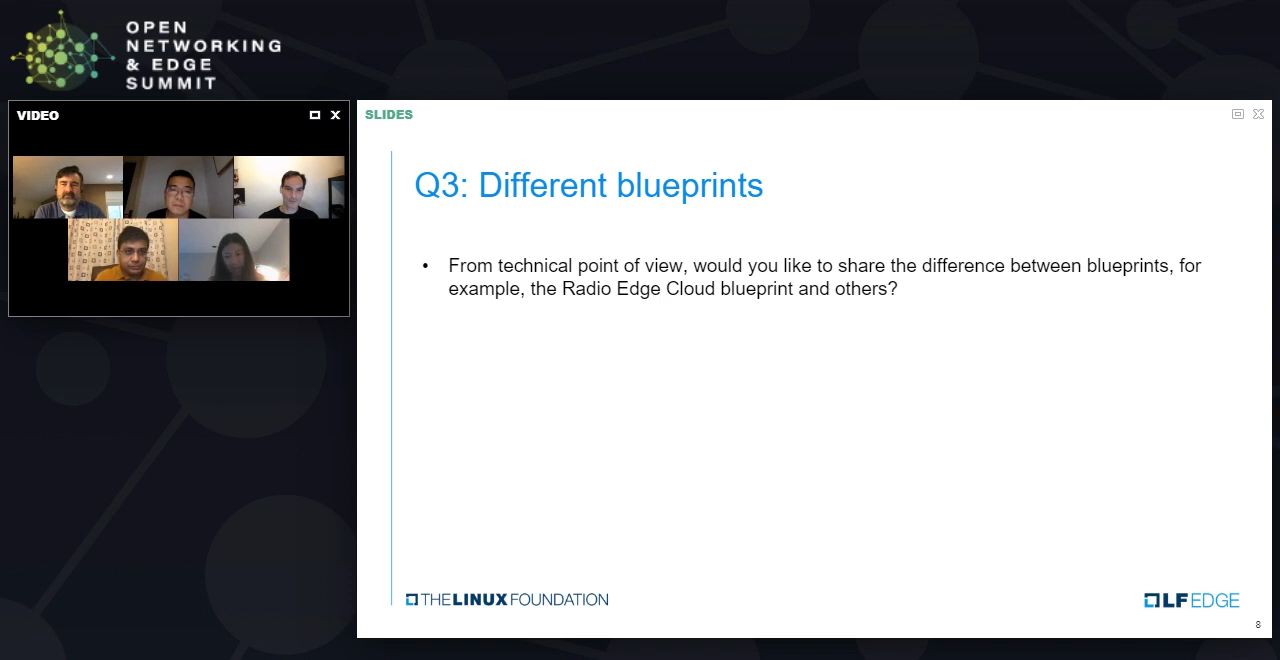 OPEN
NETWORKING
& EDGE
SUMMIT
VIDEO
SLIDES
Q3: Different blueprints
• From technical point of view, would you like to share the difference between blueprints, for
example, the Radio Edge Cloud blueprint and others?
THE LINUX FOUNDATION
LF EDGE
8